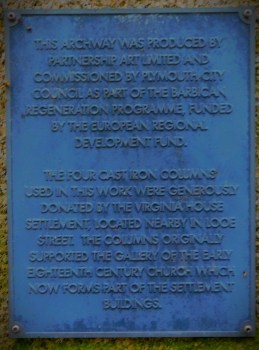 THIS ARCHWAY WAS PRODUCED BY
PARTNERSHIP ART LIMITED AND
COMMISSIONED BY PLYMOUTH CITY
COUNCIL AS PART OF THE BARBICAN
REGENERATION PROGRAMME, FUNDED
BY THE EUROPEAN REGIONAL
DEVELOPMENT FUND.
THE FOUR CAST IRON COLUMNS
USED IN THIS WORK WERE GENEROUSLY
DONATED BY THE VIRGINIA HOUSE
SETTLEMENT, LOCATED NEARBY IN LOOE
STREET. THE COLUMNS ORIGINALLY
SUPPORTED THE GALLERY OF THE EARLY
EIGHTEENTH CENTURY CHURCH WHICH
NOW FORMS PART OF THE SETTLEMENT
BUILDINGS.